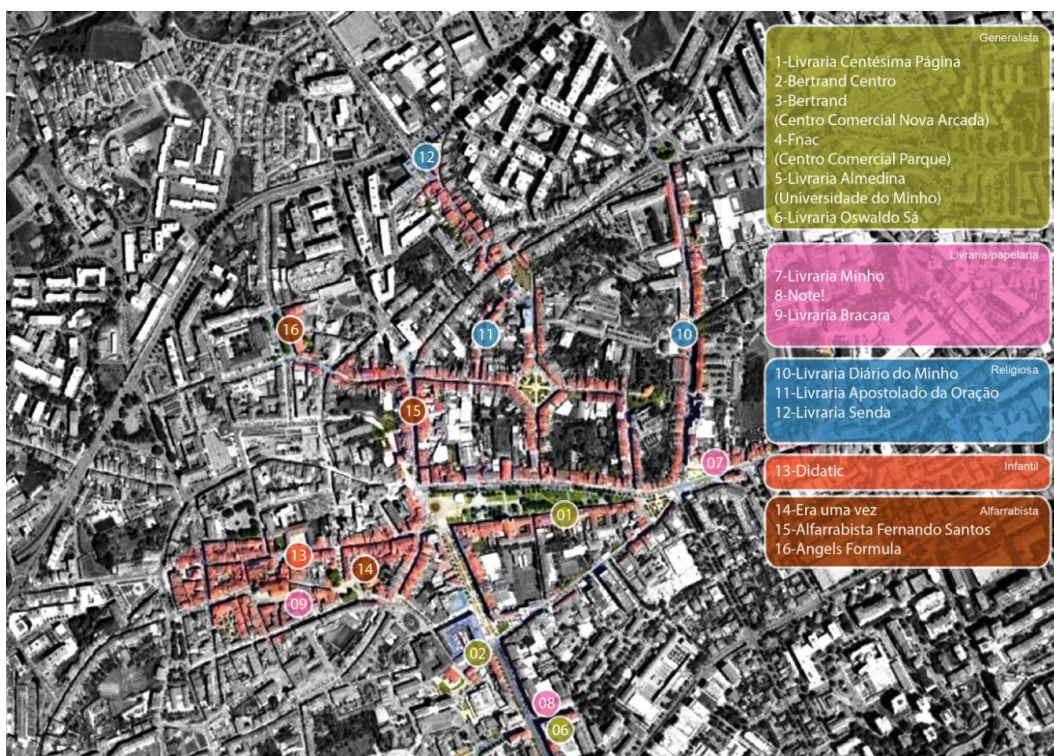 Generalista
1-Livraria Centésima Página
2-Bertrand Centro
3-Bertrand
(Centro Comercial Nova Arcada)
4-Fnac
(Centro Comercial Parque)
5-Livraria Almedina
(Universidade do Minho)
6-Livraria Oswaldo Sá
Livraria/papelaria
7-Livraria Minho
8-Note!
9-Livraria Bracara
Religiosa
10-Livraria Diário do Minho
11-Livraria Apostolado da Oração
12-Livraria Senda
Infantil
13-Didatic
Alfarrabista
14-Era uma vez
15-Alfarrabista Fernando Santos
16-Angels Formula
12
16
11
10
15
07
01
13
14
09
02
08
06